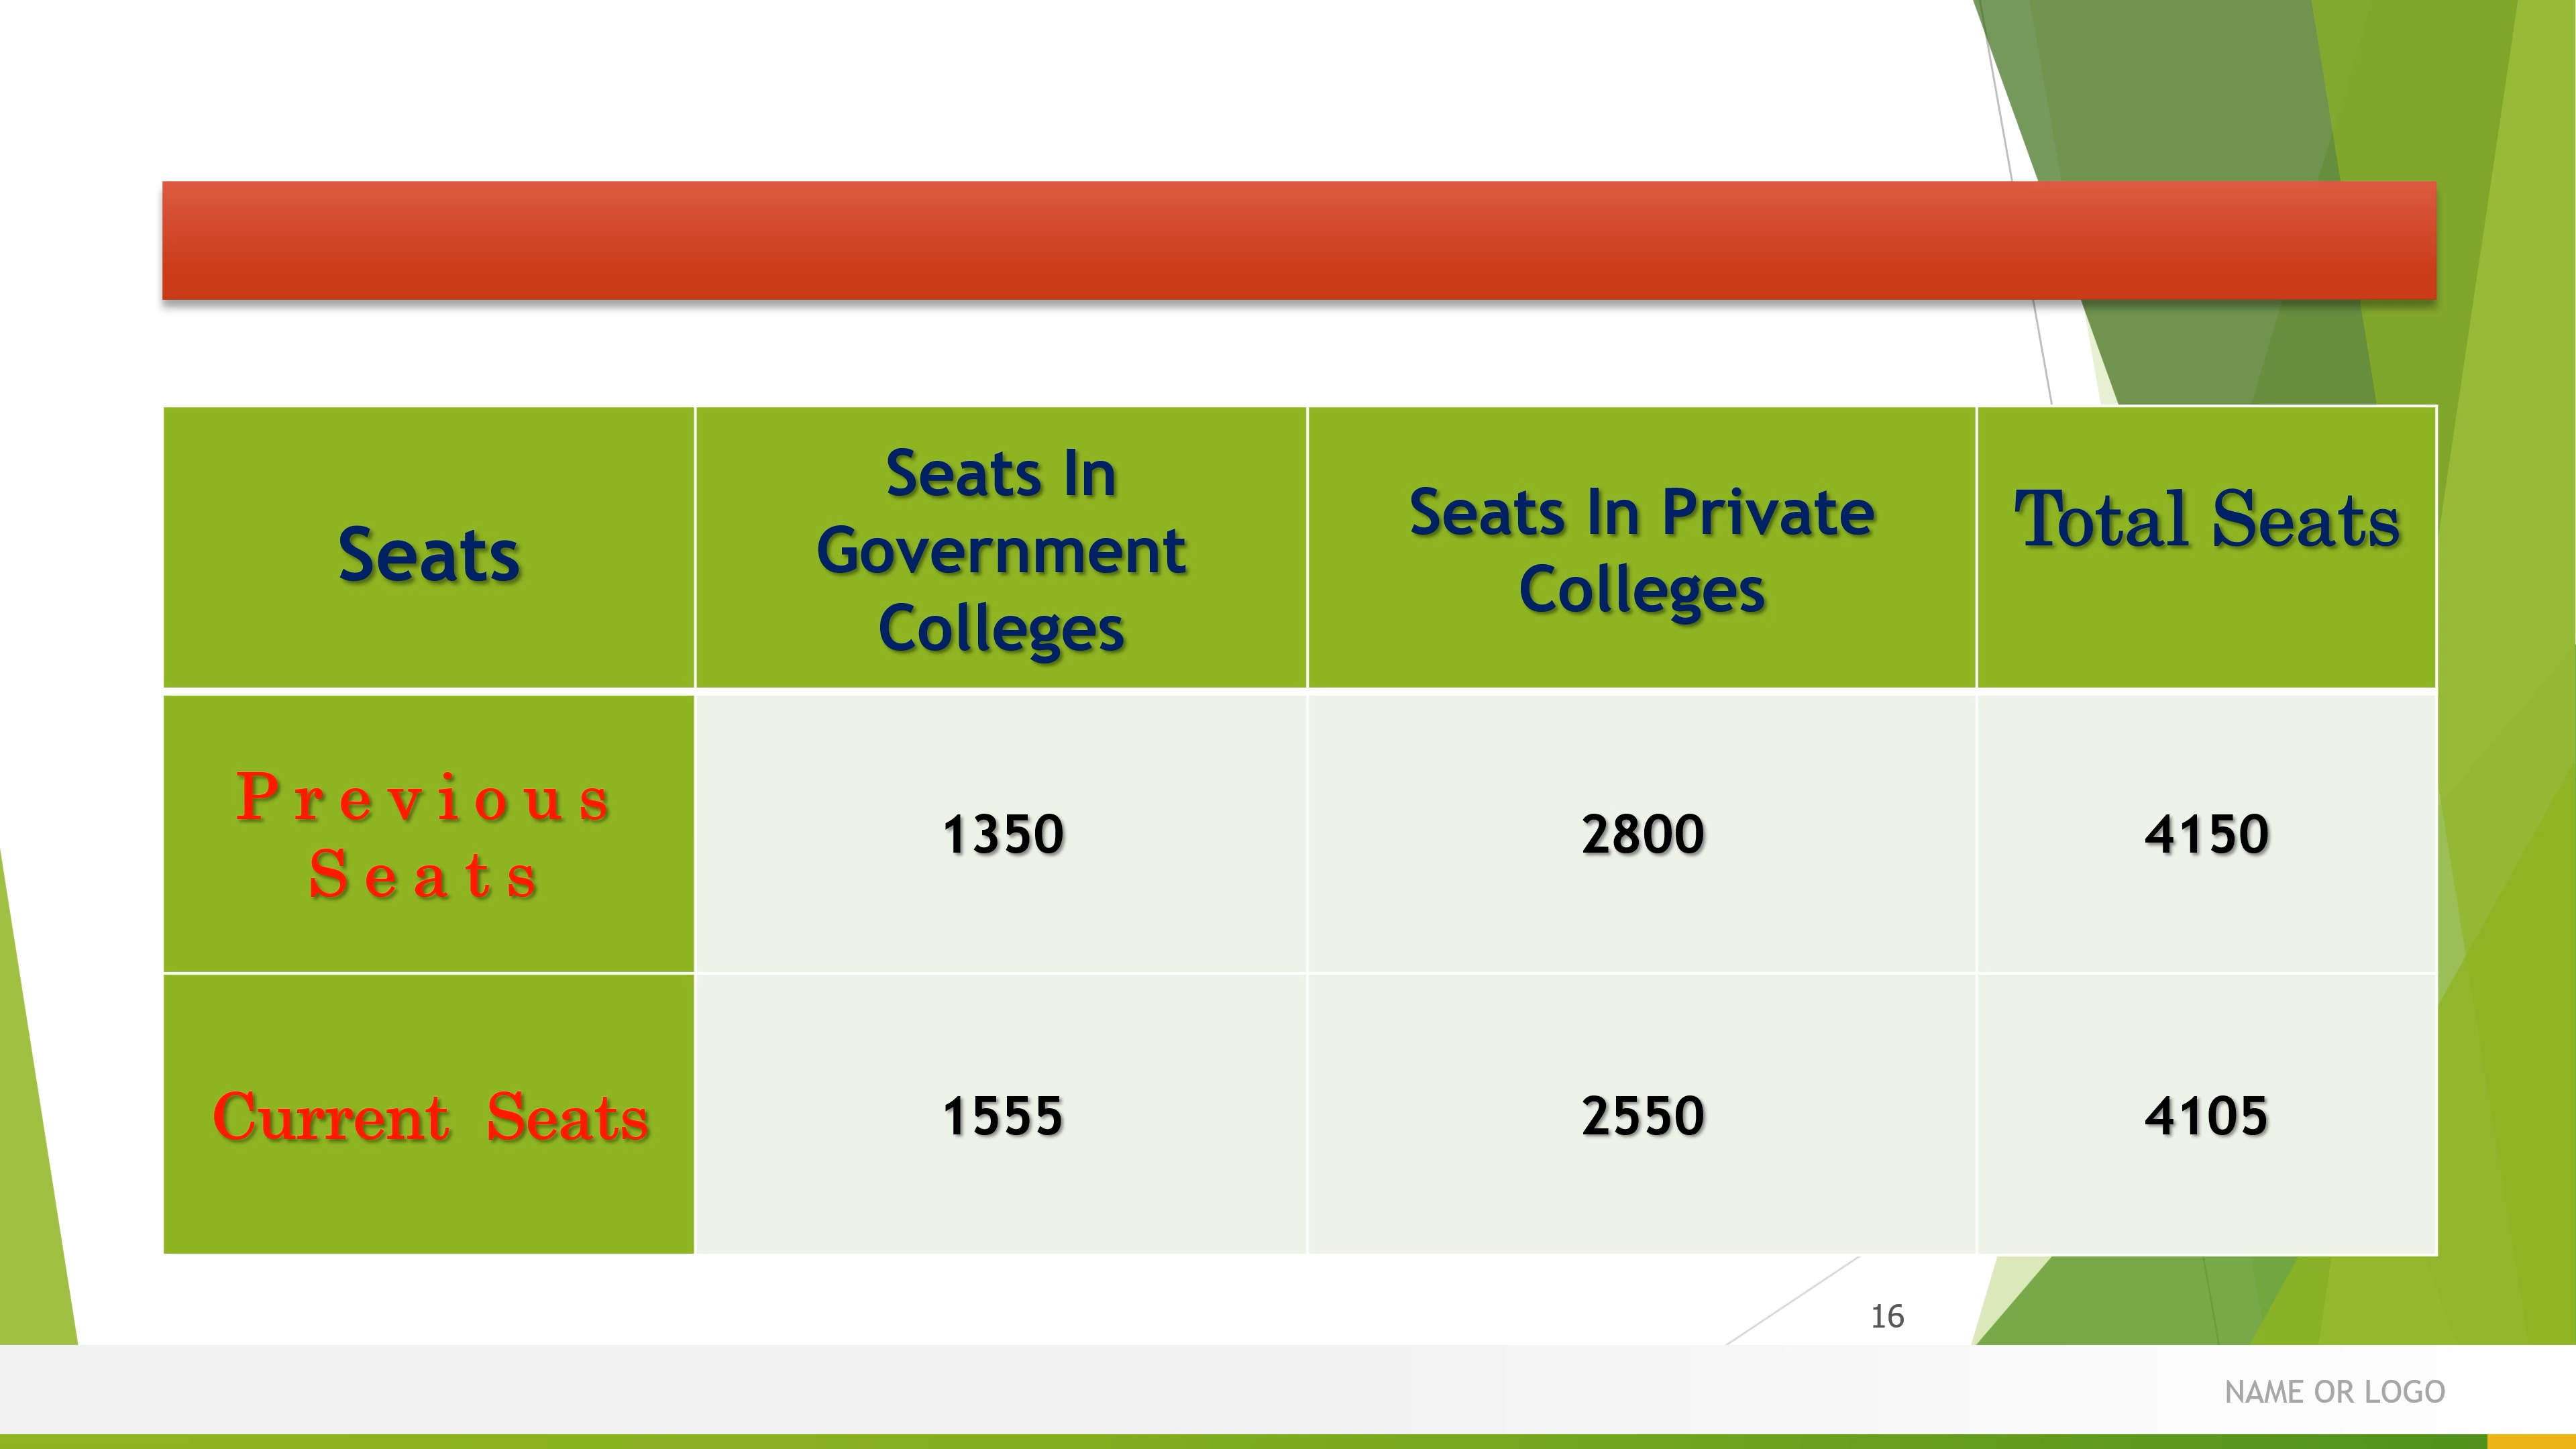 Seats
Seats In
Government
Colleges
Seats In Private
Colleges
Total Seats
Previous
Seats
1350
2800
4150
Current Seats
1555
2550
4105
16
NAME OR LOGO